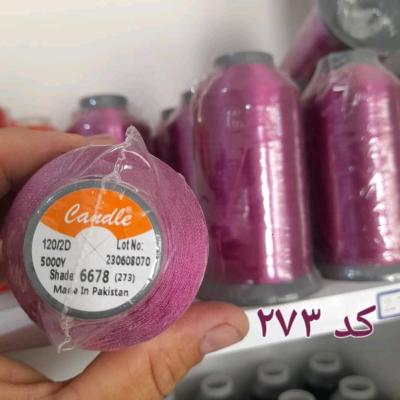 Candle
120/2D Lot No:
5000Y 230608070
Shade 6678 (273)
Made In Pakistan
کد ۲۷۳